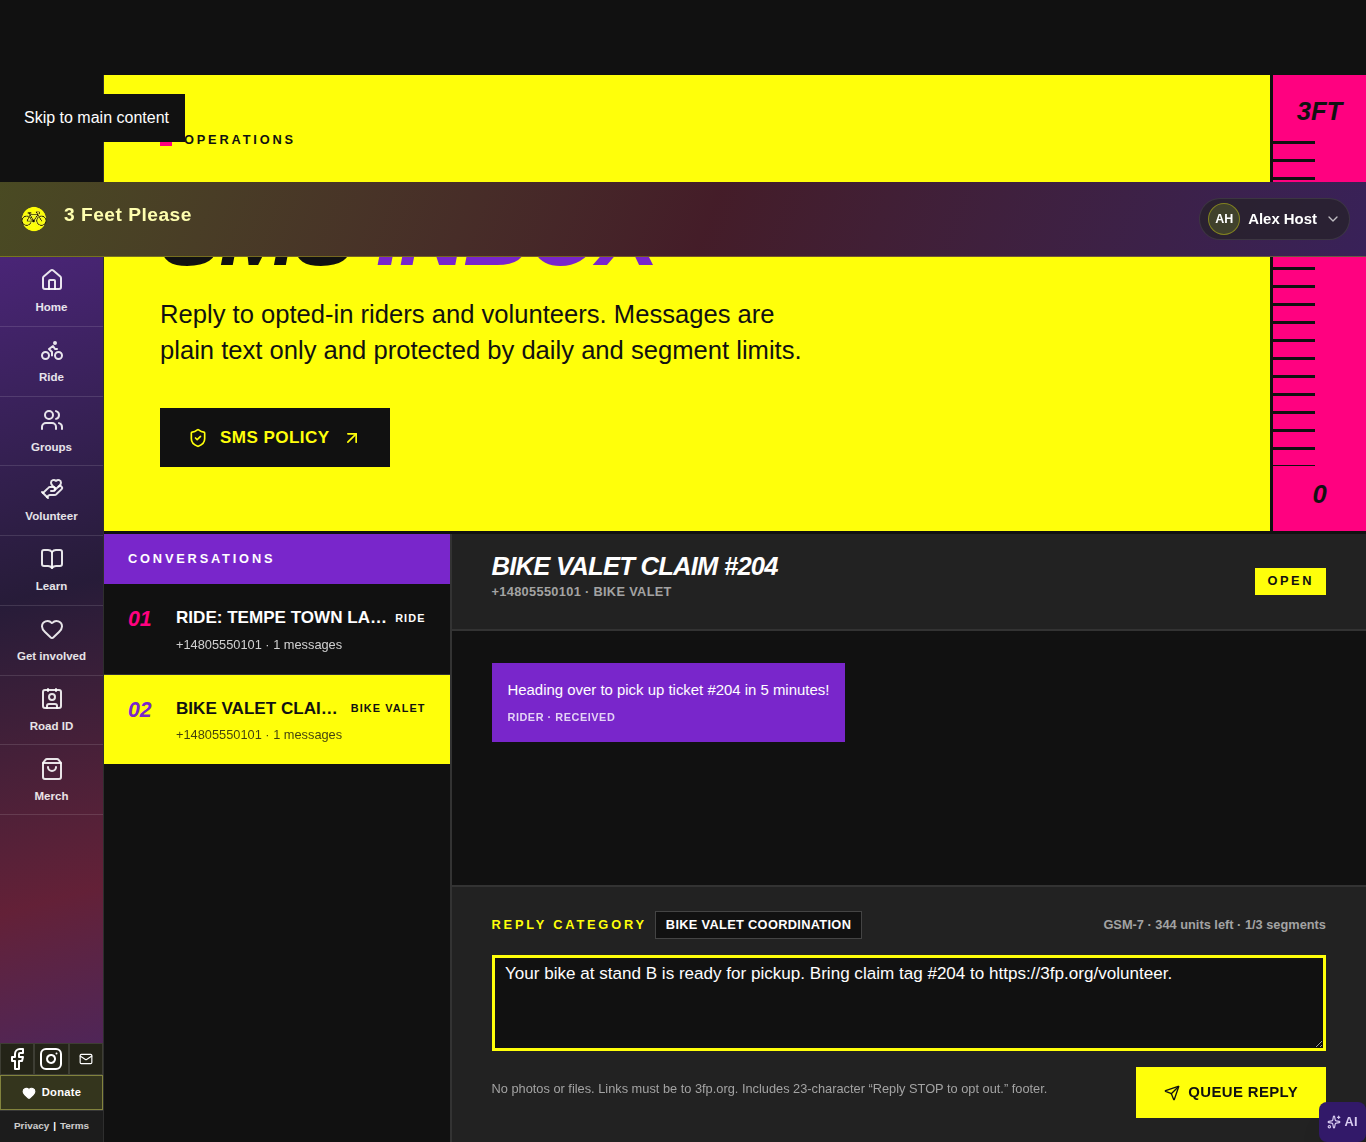 Skip to main content
OPERATIONS
3FT
3 Feet Please
AH
Alex Host
SMS INBOX
Reply to opted-in riders and volunteers. Messages are
plain text only and protected by daily and segment limits.
SMS POLICY
0
Home
Ride
Groups
Volunteer
Learn
Get involved
Road ID
Merch
Donate
Privacy | Terms
CONVERSATIONS
01
RIDE: TEMPE TOWN LA…
RIDE
+14805550101 · 1 messages
02
BIKE VALET CLAI…
BIKE VALET
+14805550101 · 1 messages
BIKE VALET CLAIM #204
+14805550101 · BIKE VALET
OPEN
Heading over to pick up ticket #204 in 5 minutes!
RIDER · RECEIVED
REPLY CATEGORY
BIKE VALET COORDINATION
GSM-7 · 344 units left · 1/3 segments
Your bike at stand B is ready for pickup. Bring claim tag #204 to https://3fp.org/volunteer.
No photos or files. Links must be to 3fp.org. Includes 23-character “Reply STOP to opt out.” footer.
QUEUE REPLY
AI